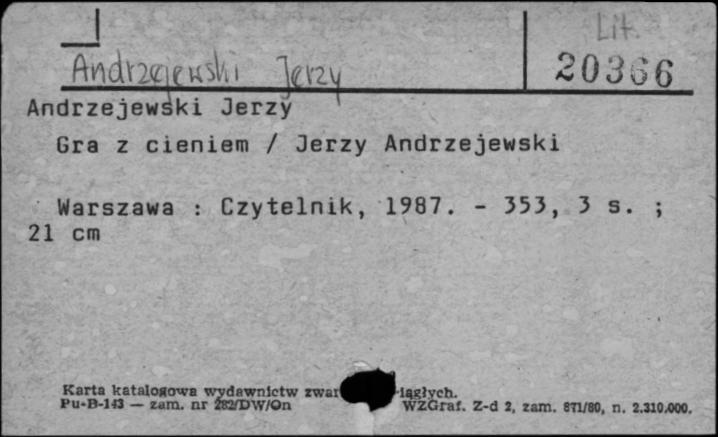 Lit.
Andrzejewski Jerzy 20366
Andrzejewski Jerzy
Gra z cieniem / Jerzy Andrzejewski
Warszawa : Czytelnik, 1987. - 353, 3 s. ;
21 cm
Karta katalogowa wydawnictw zwar iągłych.
Pu-B-143 — zam. nr 282/DW/On WZGraf. Z-d 2, zam. 871/80, n. 2.310.000.